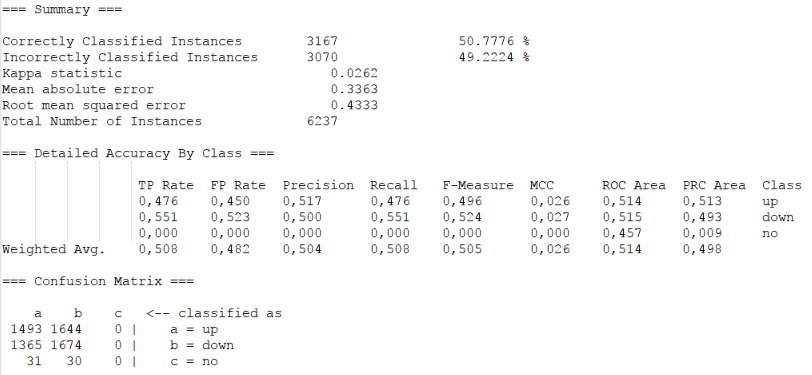 === Summary ===
Correctly Classified Instances 3167 50.7776 %
Incorrectly Classified Instances 3070 49.2224 %
Kappa statistic 0.0262
Mean absolute error 0.3363
Root mean squared error 0.4333
Total Number of Instances 6237
=== Detailed Accuracy By Class ===
TP Rate FP Rate Precision Recall F-Measure MCC ROC Area PRC Area Class
0,476 0,450 0,517 0,476 0,496 0,026 0,514 0,513 up
0,551 0,523 0,500 0,551 0,524 0,027 0,515 0,493 down
0,000 0,000 0,000 0,000 0,000 0,000 0,457 0,009 no
Weighted Avg. 0,508 0,482 0,504 0,508 0,505 0,026 0,514 0,498
=== Confusion Matrix ===
a b c <-- classified as
1493 1644 0 | a = up
1365 1674 0 | b = down
31 30 0 | c = no